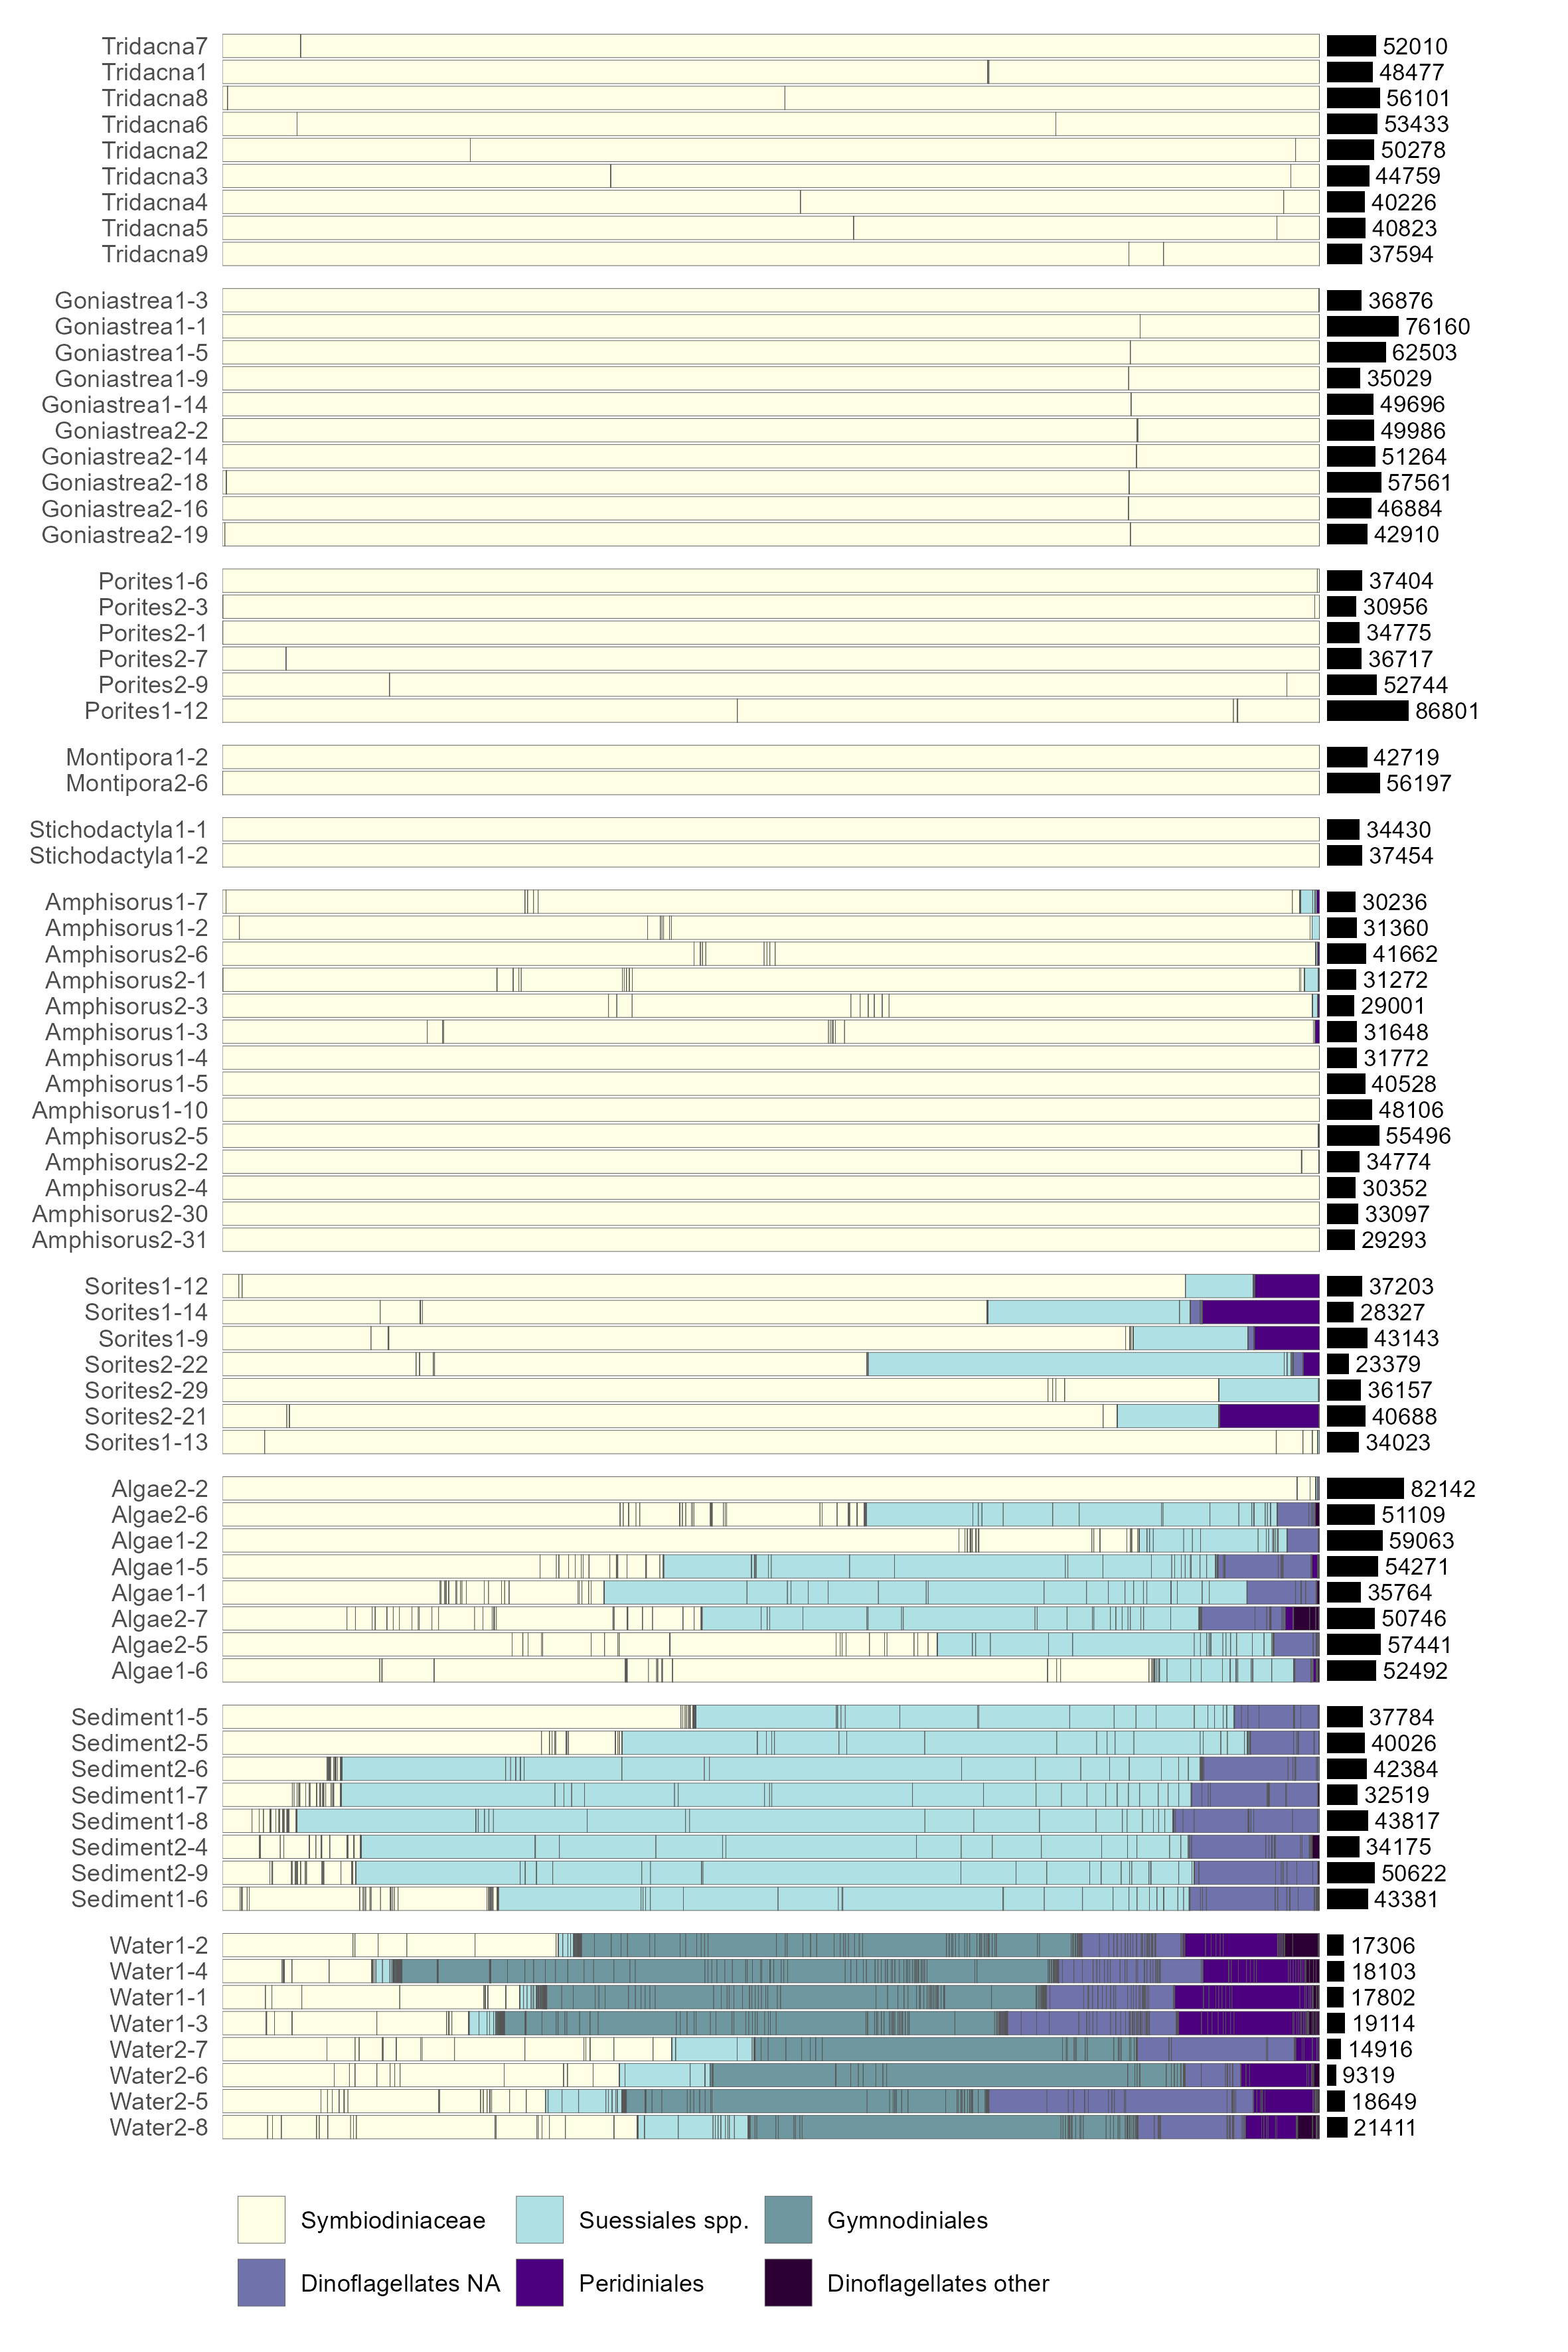 Tridacna7 52010
Tridacna1 48477
Tridacna8 56101
Tridacna6 53433
Tridacna2 50278
Tridacna3 44759
Tridacna4 40226
Tridacna5 40823
Tridacna9 37594
Goniastrea1-3 36876
Goniastrea1-1 76160
Goniastrea1-5 62503
Goniastrea1-9 35029
Goniastrea1-14 49696
Goniastrea2-2 49986
Goniastrea2-14 51264
Goniastrea2-18 57561
Goniastrea2-16 46884
Goniastrea2-19 42910
Porites1-6 37404
Porites2-3 30956
Porites2-1 34775
Porites2-7 36717
Porites2-9 52744
Porites1-12 86801
Montipora1-2 42719
Montipora2-6 56197
Stichodactyla1-1 34430
Stichodactyla1-2 37454
Amphisorus1-7 30236
Amphisorus1-2 31360
Amphisorus2-6 41662
Amphisorus2-1 31272
Amphisorus2-3 29001
Amphisorus1-3 31648
Amphisorus1-4 31772
Amphisorus1-5 40528
Amphisorus1-10 48106
Amphisorus2-5 55496
Amphisorus2-2 34774
Amphisorus2-4 30352
Amphisorus2-30 33097
Amphisorus2-31 29293
Sorites1-12 37203
Sorites1-14 28327
Sorites1-9 43143
Sorites2-22 23379
Sorites2-29 36157
Sorites2-21 40688
Sorites1-13 34023
Algae2-2 82142
Algae2-6 51109
Algae1-2 59063
Algae1-5 54271
Algae1-1 35764
Algae2-7 50746
Algae2-5 57441
Algae1-6 52492
Sediment1-5 37784
Sediment2-5 40026
Sediment2-6 42384
Sediment1-7 32519
Sediment1-8 43817
Sediment2-4 34175
Sediment2-9 50622
Sediment1-6 43381
Water1-2 17306
Water1-4 18103
Water1-1 17802
Water1-3 19114
Water2-7 14916
Water2-6 9319
Water2-5 18649
Water2-8 21411
Symbiodiniaceae Suessiales spp. Gymnodiniales
Dinoflagellates NA Peridiniales Dinoflagellates other